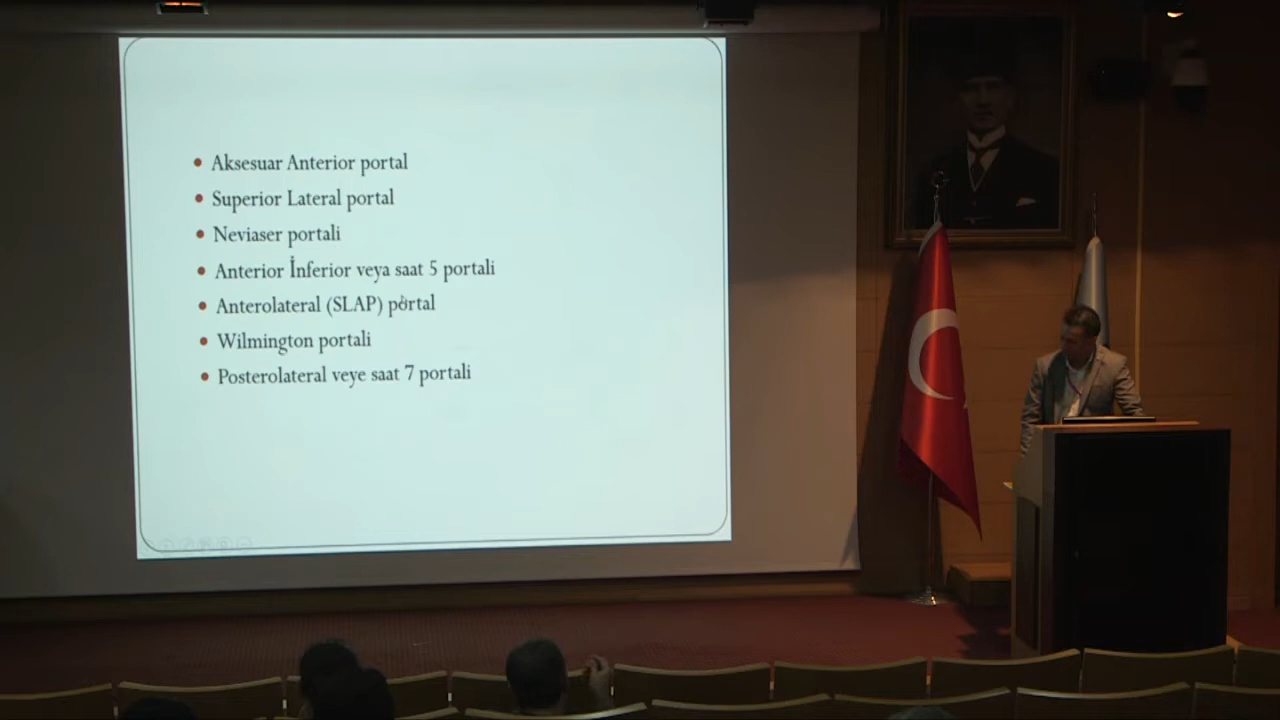 Aksesuar Anterior portal
Superior Lateral portal
Neviaser portali
Anterior İnferior veya saat 5 portali
Anterolateral (SLAP) portal
Wilmington portali
Posterolateral veye saat 7 portali